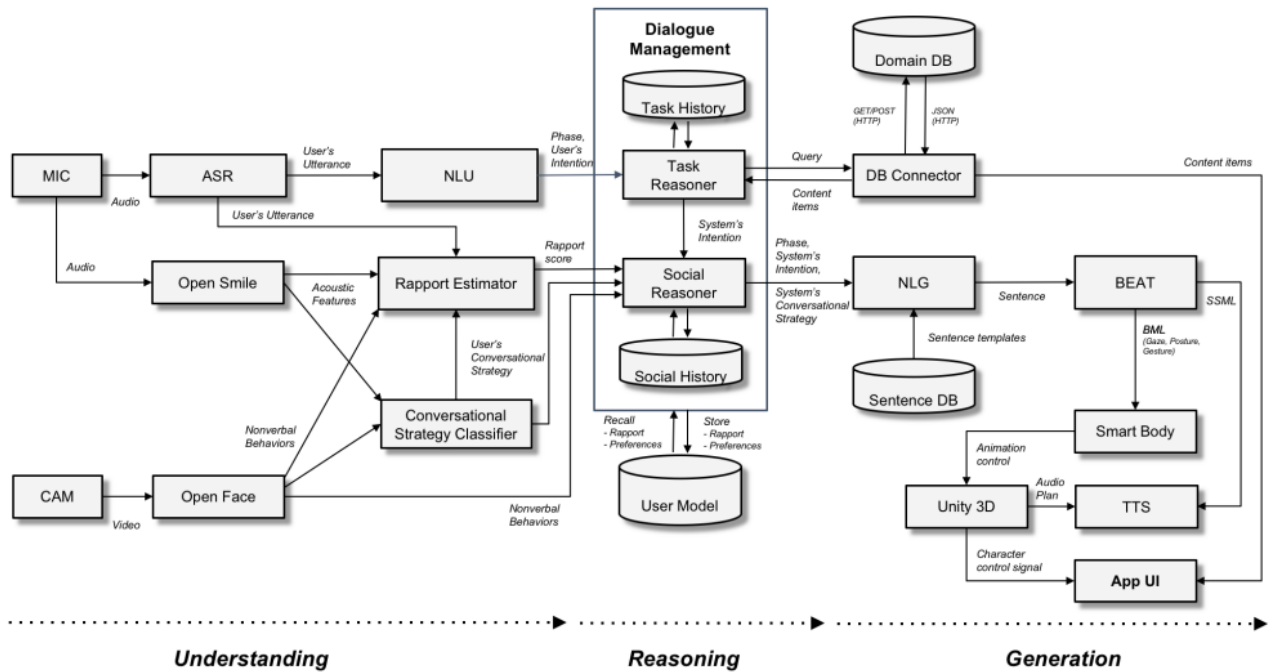 Dialogue
Management
Task History
Domain DB
GET/POST
(HTTP)
JSON
(HTTP)
MIC
Audio
ASR
User's
Utterance
NLU
Phase,
User's
Intention
Task
Reasoner
Query
Content
items
DB Connector
Content items
User's Utterance
System's
Intention
Audio
Open Smile
Acoustic
Features
Rapport Estimator
Rapport
score
Social
Reasoner
Phase,
System's
Intention,
System's
Conversational
Strategy
NLG
Sentence
BEAT
SSML
BML
(Gaze, Posture,
Gesture)
User's
Conversational
Strategy
Social History
Sentence templates
Sentence DB
Nonverbal
Behaviors
Conversational
Strategy Classifier
Recall
- Rapport
- Preferences
Store
- Rapport
- Preferences
Smart Body
Animation
control
CAM
Video
Open Face
Nonverbal
Behaviors
User Model
Unity 3D
Audio
Plan
TTS
Character
control signal
App UI
Understanding
Reasoning
Generation